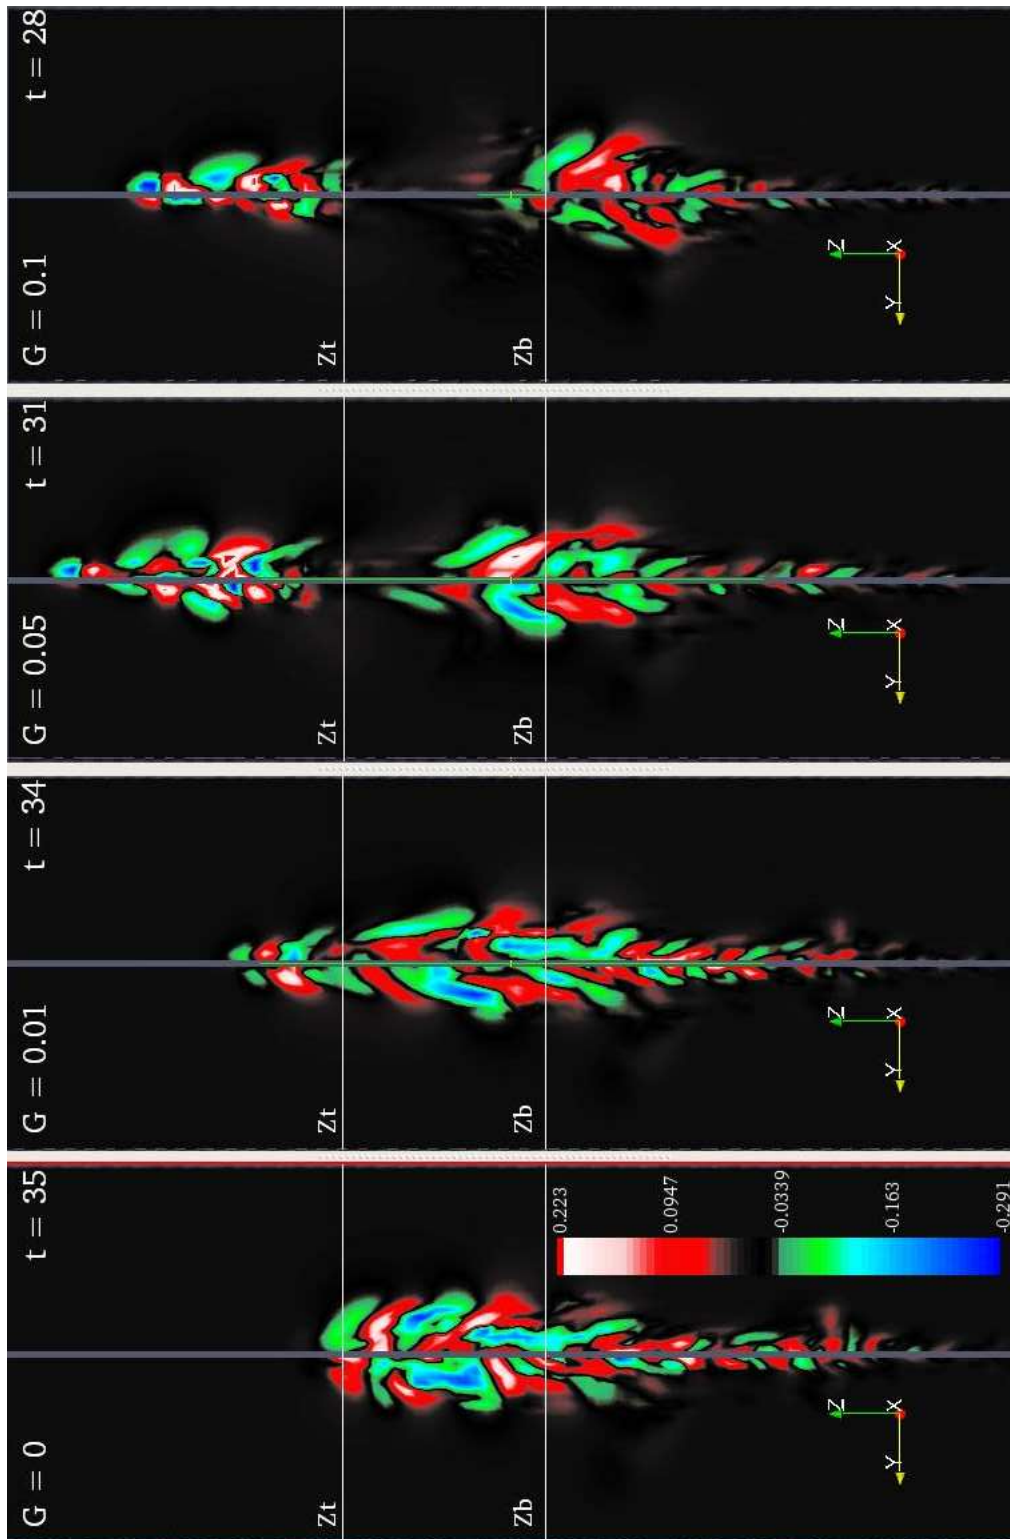 G = 0
t = 35
Zt
Zb
0.223
0.0947
-0.0339
-0.163
-0.291
Z
X
Y
G = 0.01
t = 34
Zt
Zb
Z
X
Y
G = 0.05
t = 31
Zt
Zb
Z
X
Y
G = 0.1
t = 28
Zt
Zb
Z
X
Y